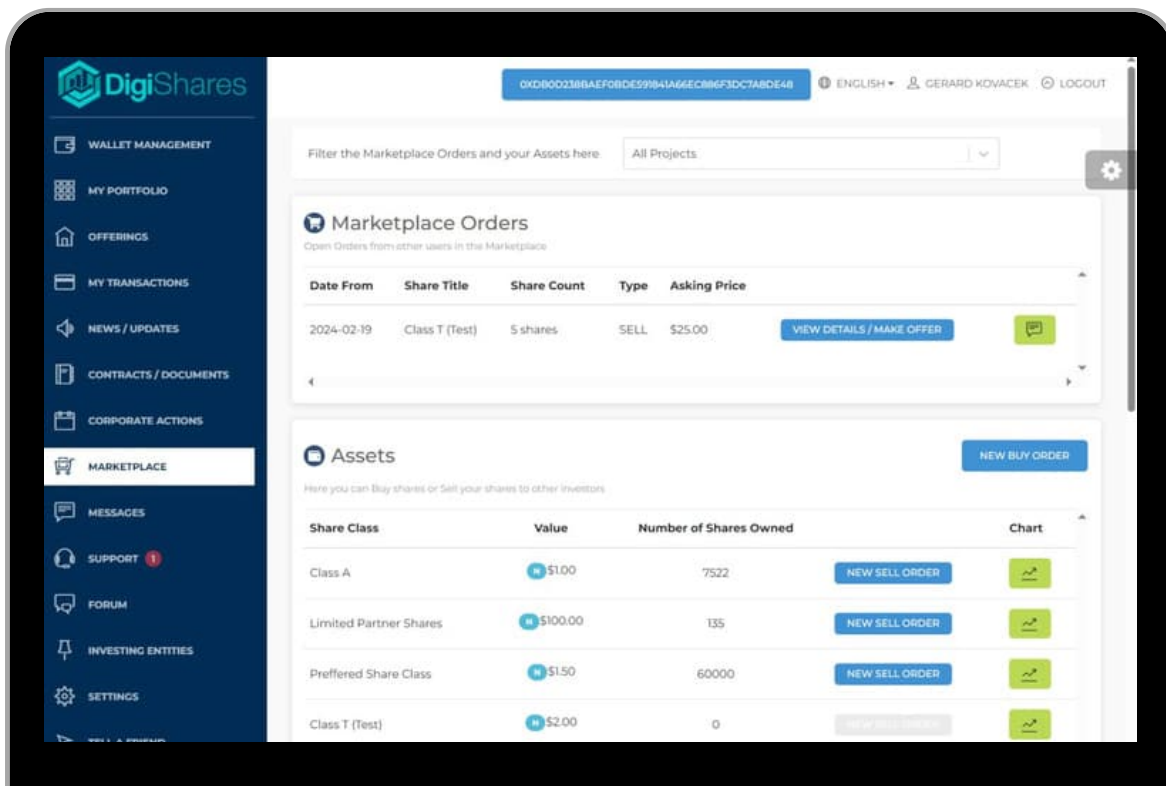 DigiShares
0XDB0D238BAEF0BDE591841A66EC886F3DC7A8DE48 ENGLISH GERARD KOVACEK LOGOUT
WALLET MANAGEMENT
MY PORTFOLIO
OFFERINGS
MY TRANSACTIONS
NEWS / UPDATES
CONTRACTS / DOCUMENTS
CORPORATE ACTIONS
MARKETPLACE
MESSAGES
SUPPORT 1
FORUM
INVESTING ENTITIES
SETTINGS
TELL A FRIEND
Filter the Marketplace Orders and your Assets here All Projects
Marketplace Orders
Open Orders from other users in the Marketplace
Date From Share Title Share Count Type Asking Price
2024-02-19 Class T (Test) 5 shares SELL $25.00 VIEW DETAILS / MAKE OFFER
Assets NEW BUY ORDER
Here you can Buy shares or Sell your shares to other investors
Share Class Value Number of Shares Owned Chart
Class A N $1.00 7522 NEW SELL ORDER
Limited Partner Shares N $100.00 135 NEW SELL ORDER
Preffered Share Class N $1.50 60000 NEW SELL ORDER
Class T (Test) N $2.00 0 NEW SELL ORDER